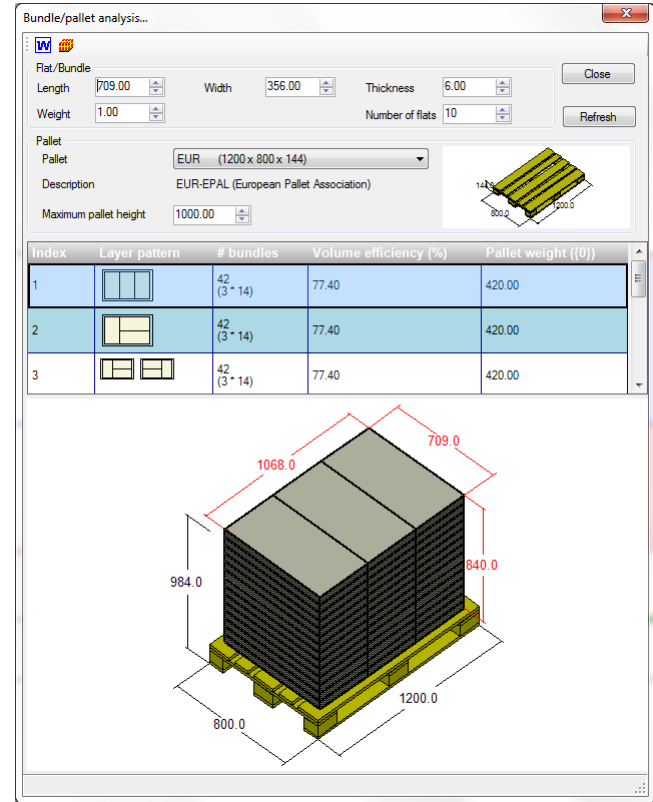 Bundle/pallet analysis...
W
Flat/Bundle
Length 709.00 Width 356.00 Thickness 6.00 Close
Weight 1.00 Number of flats 10 Refresh
Pallet
Pallet EUR (1200 x 800 x 144)
Description EUR-EPAL (European Pallet Association)
Maximum pallet height 1000.00
800.0 1200.0
Index Layer pattern # bundles Volume efficiency (%) Pallet weight ({0})
1 42 (3 * 14) 77.40 420.00
2 42 (3 * 14) 77.40 420.00
3 42 (3 * 14) 77.40 420.00
709.0
1068.0
840.0
984.0
1200.0
800.0